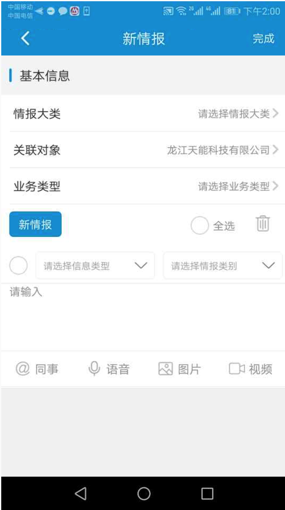 中国移动
中国电信
下午2:00
新情报
完成
基本信息
情报大类 请选择情报大类
关联对象 龙江天能科技有限公司
业务类型 请选择业务类型
新情报 全选
请选择信息类型 请选择情报类别
请输入
@ 同事 语音 图片 视频